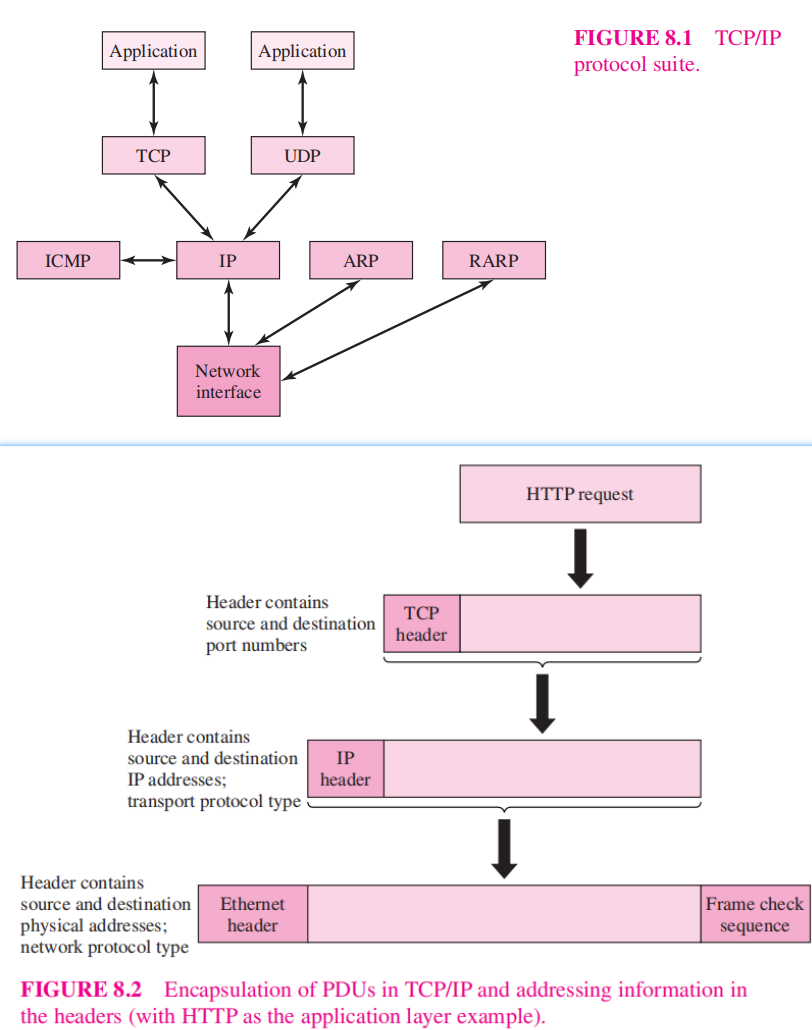 FIGURE 8.1 TCP/IP
protocol suite.
Application
Application
TCP
UDP
ICMP
IP
ARP
RARP
Network
interface
HTTP request
Header contains
source and destination
port numbers
TCP
header
Header contains
source and destination
IP addresses;
transport protocol type
IP
header
Header contains
source and destination
physical addresses;
network protocol type
Ethernet
header
Frame check
sequence
FIGURE 8.2 Encapsulation of PDUs in TCP/IP and addressing information in
the headers (with HTTP as the application layer example).